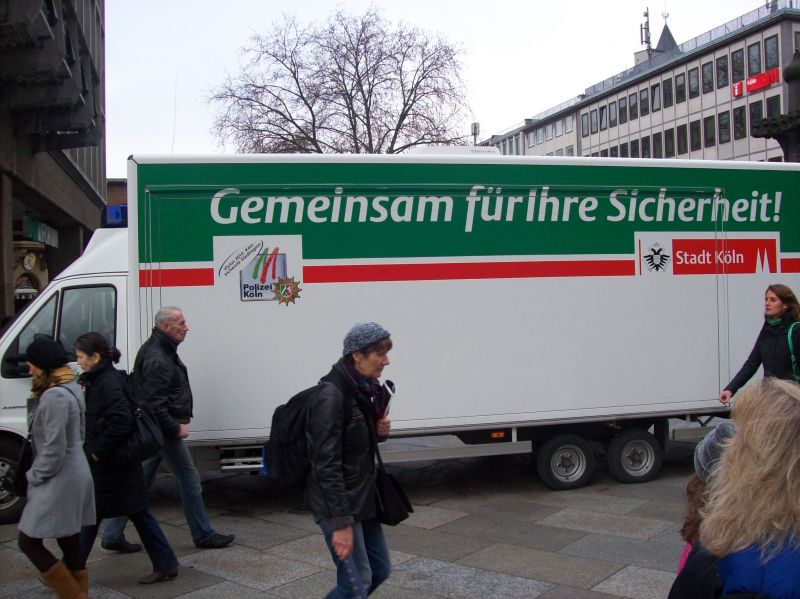 Gemeinsam für Ihre Sicherheit!
Polizei
Köln
Stadt Köln